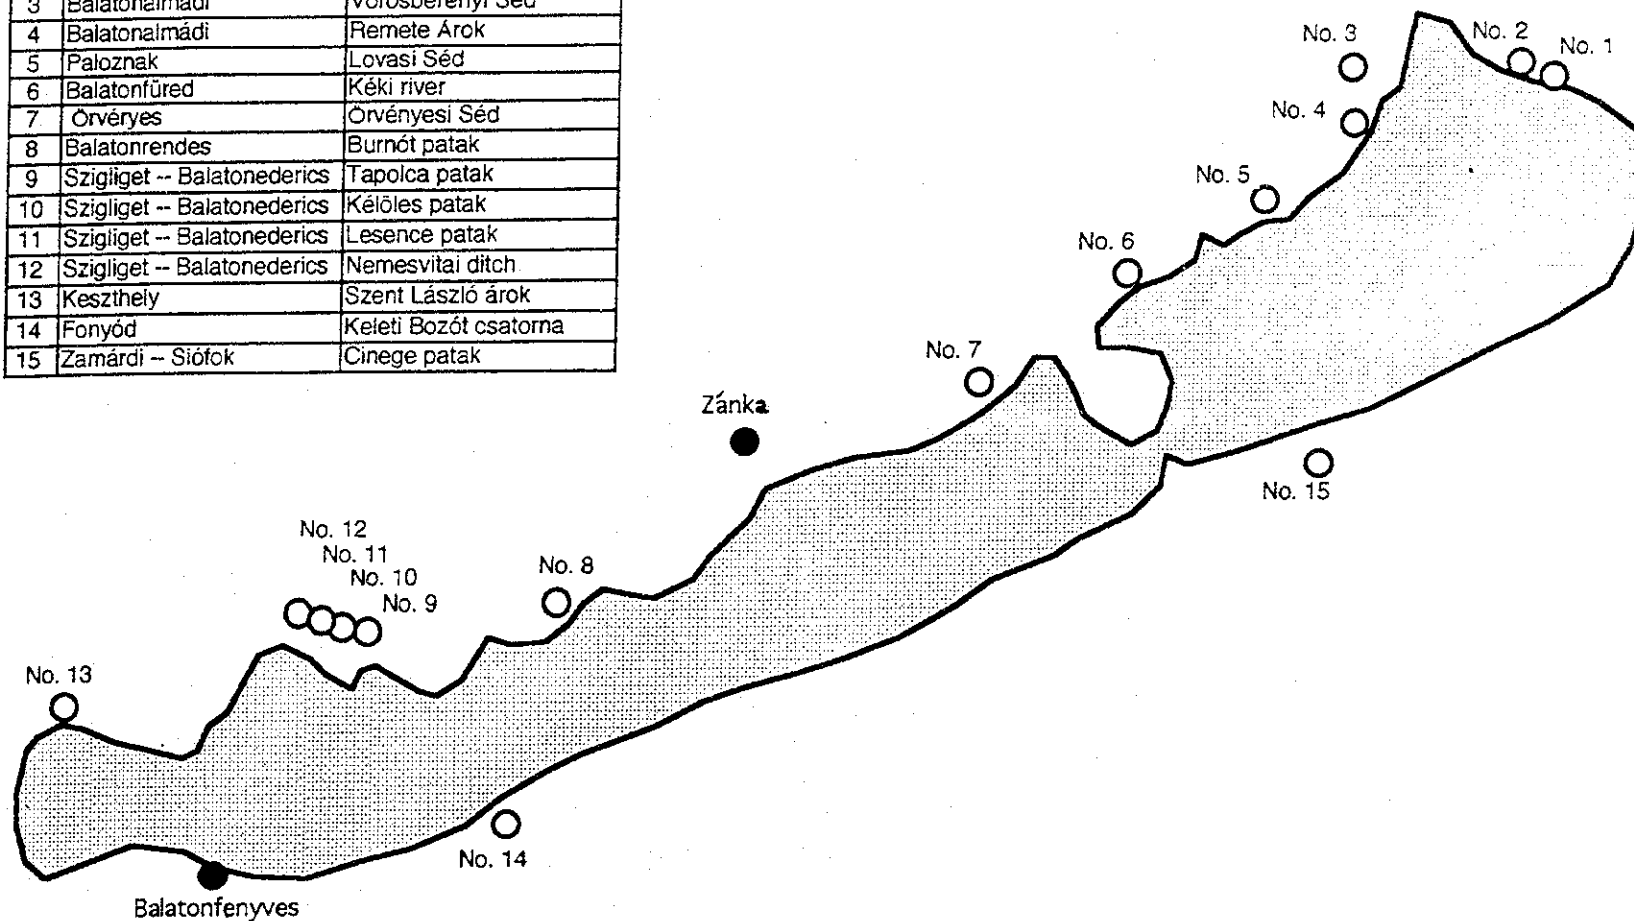 3 Balatonalmádi Vörösberényi Séd
4 Balatonalmádi Remete Árok
5 Paloznak Lovasi Séd
6 Balatonfüred Kéki river
7 Örvéryes Örvényesi Séd
8 Balatonrendes Burnót patak
9 Szigliget -- Balatonederics Tapolca patak
10 Szigliget -- Balatonederics Kélöles patak
11 Szigliget -- Balatonederics Lesence patak
12 Szigliget -- Balatonederics Nemesvitai ditch
13 Keszthely Szent László árok
14 Fonyód Keleti Bozót csatorna
15 Zamárdi -- Siófok Cinege patak
No. 3
No. 2
No. 1
No. 4
No. 5
No. 6
No. 7
Zánka
No. 15
No. 12
No. 11
No. 10
No. 9
No. 8
No. 13
No. 14
Balatonfenyves